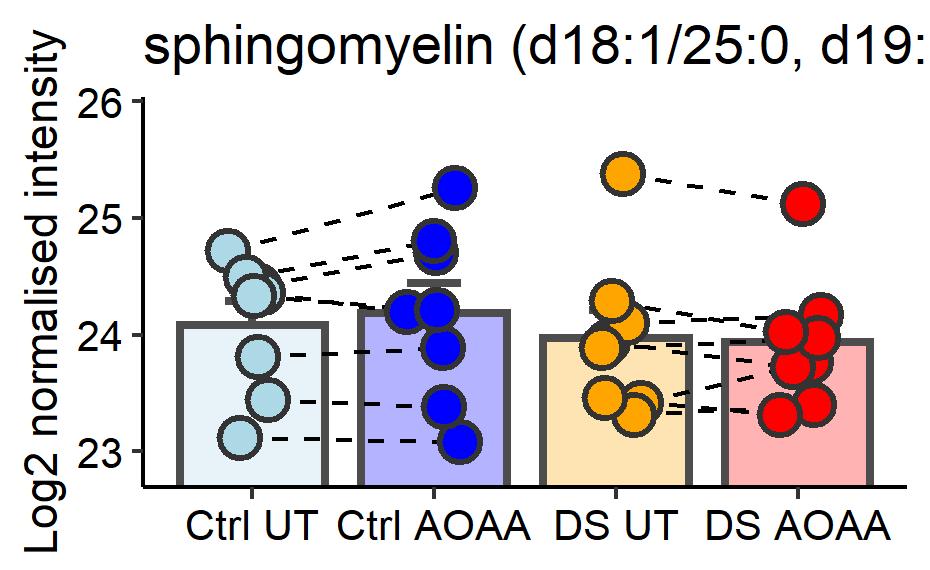 sphingomyelin (d18:1/25:0, d19:
Log2 normalised intensity
26
25
24
23
Ctrl UT
Ctrl AOAA
DS UT
DS AOAA